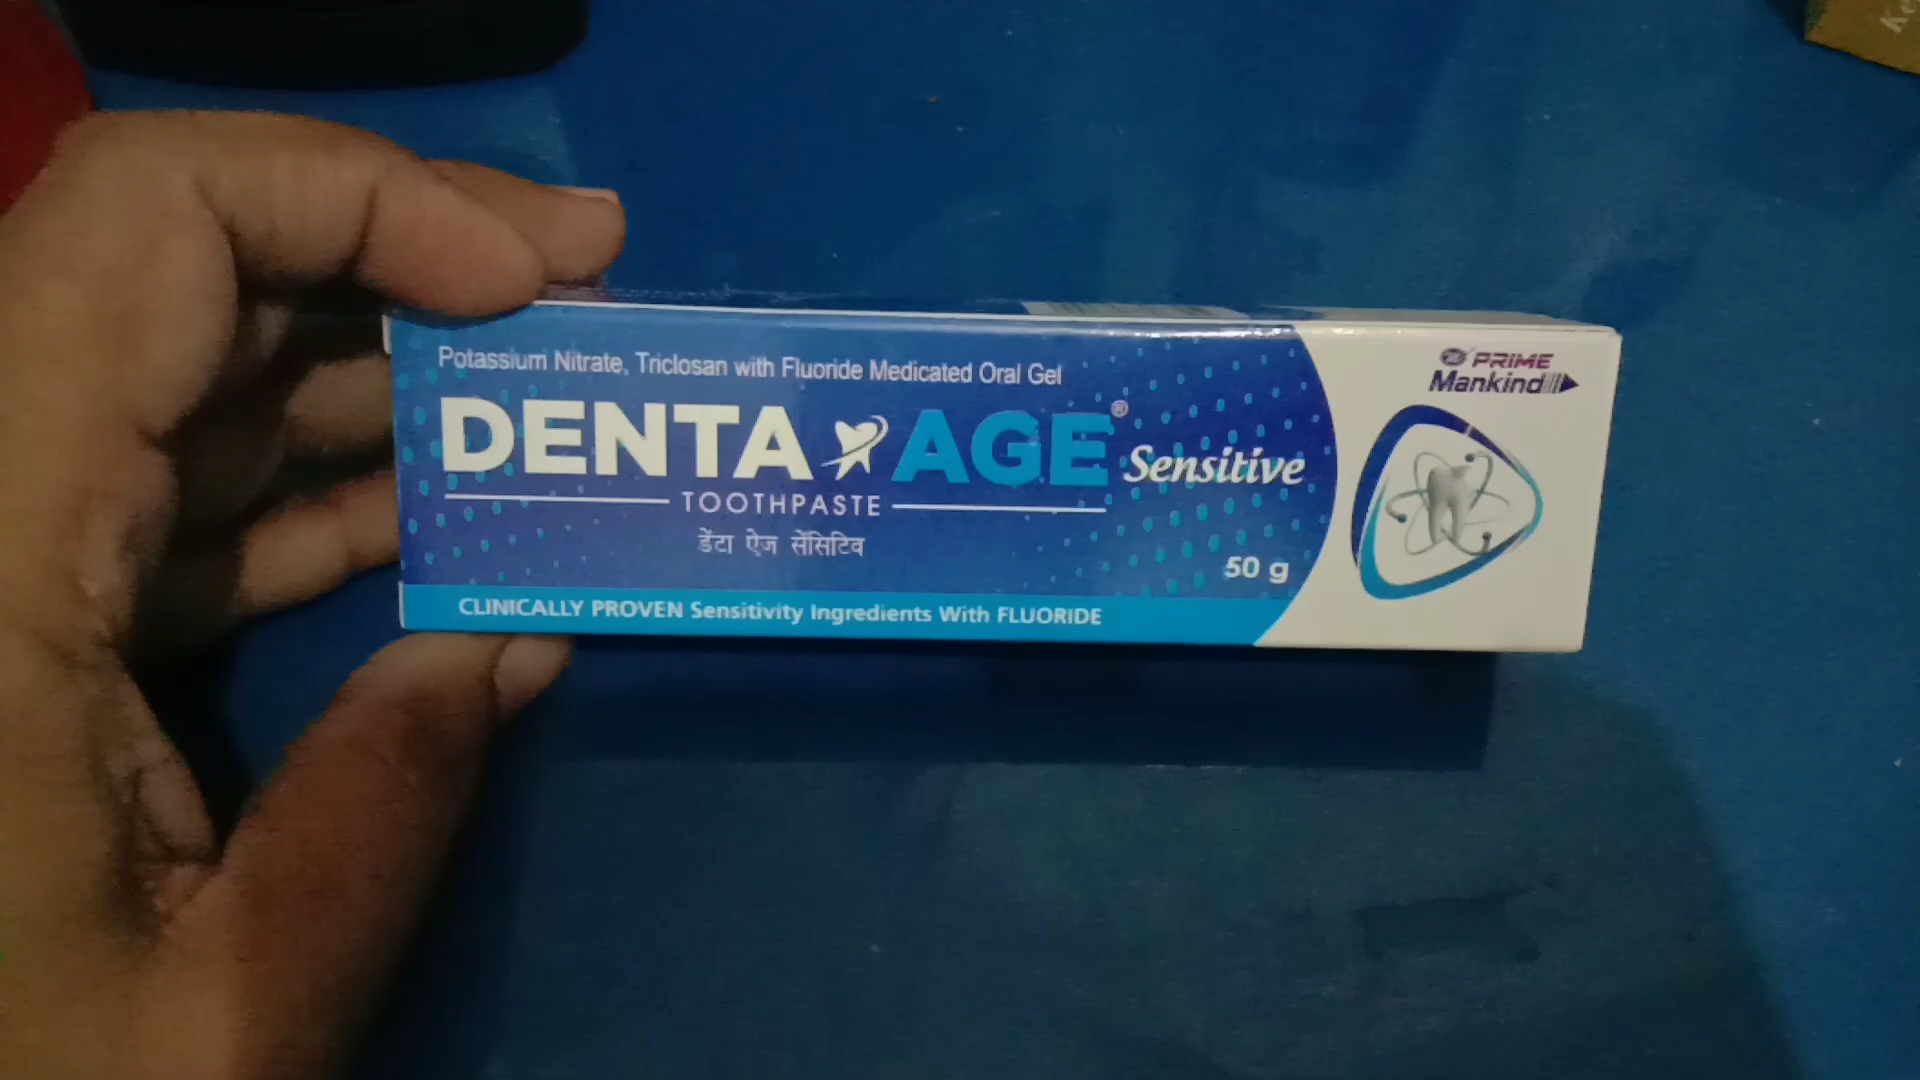 Potassium Nitrate, Triclosan with Fluoride Medicated Oral Gel
DENTA AGE® Sensitive
TOOTHPASTE
डेंटा ऐज सेंसिटिव
50 g
CLINICALLY PROVEN Sensitivity Ingredients With FLUORIDE
PRIME
Mankind